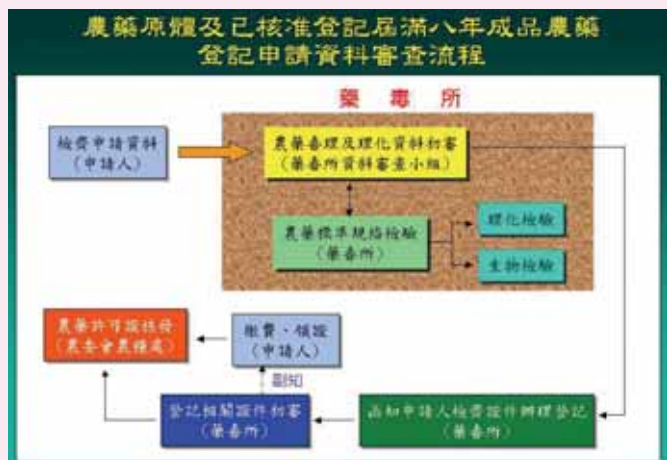 農藥原體及已核准登記屆滿八年成品農藥
登記申請資料審查流程
藥毒所
檢齊申請資料
(申請人)
農藥毒理及理化資料初審
(藥毒所資料審查小組)
農藥標準規格檢驗
(藥毒所)
理化檢驗
生物檢驗
農藥許可證核發
(農委會農糧處)
繳費、領證
(申請人)
副知
登記相關證件初審
(藥毒所)
函知申請人檢齊證件辦理登記
(藥毒所)